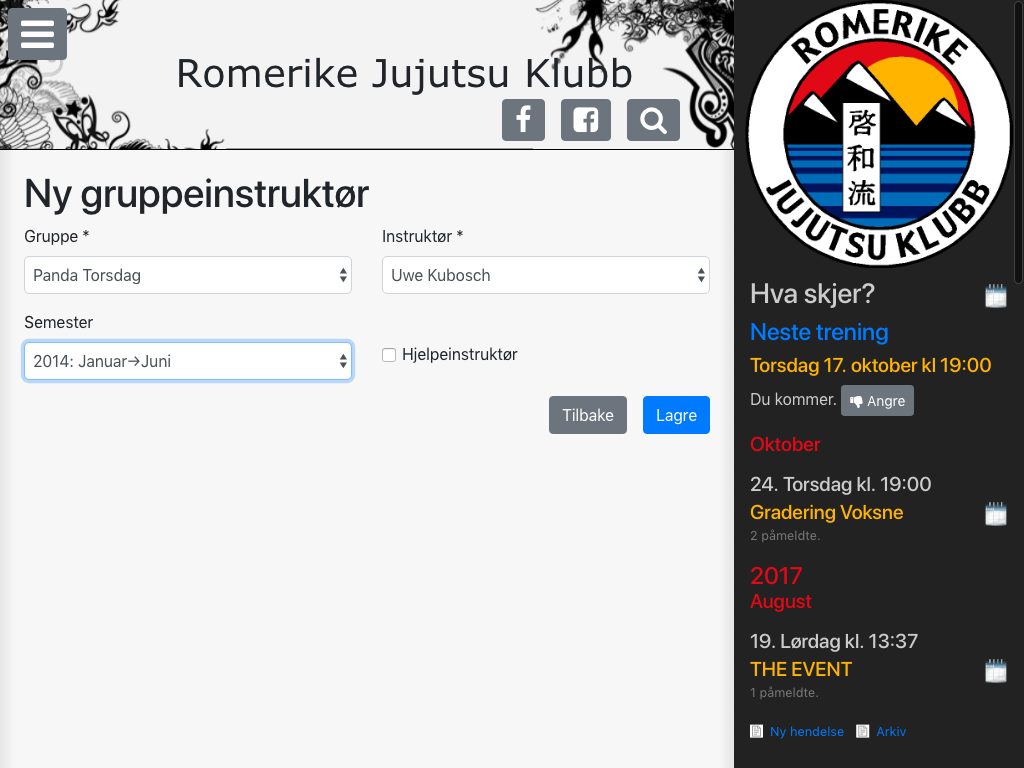 Romerike Jujutsu Klubb
Ny gruppeinstruktør
Gruppe *
Instruktør *
Panda Torsdag
Uwe Kubosch
Semester
2014: Januar→Juni
Hjelpeinstruktør
Tilbake
Lagre
ROMERIKE
啓和流
JUJUTSU KLUBB
Hva skjer?
Neste trening
Torsdag 17. oktober kl 19:00
Du kommer. Angre
Oktober
24. Torsdag kl. 19:00
Gradering Voksne
2 påmeldte.
2017
August
19. Lørdag kl. 13:37
THE EVENT
1 påmeldte.
Ny hendelse Arkiv